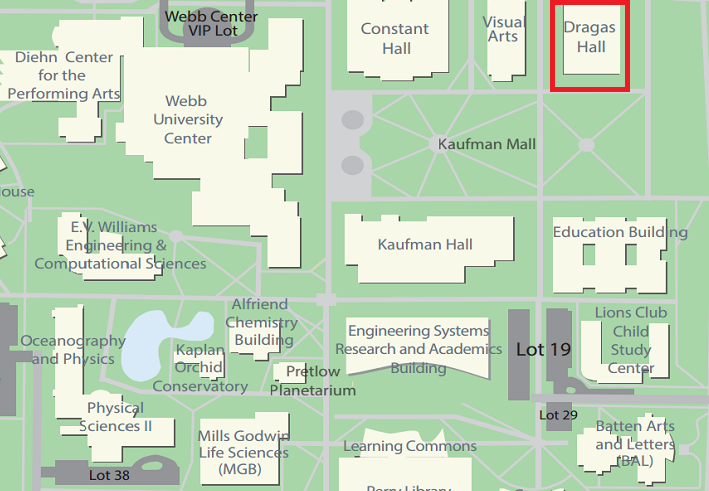 Webb Center
VIP Lot
Constant
Hall
Visual
Arts
Dragas
Hall
Diehn Center
for the
Performing Arts
Webb
University
Center
Kaufman Mall
ouse
E.V. Williams
Engineering &
Computational Sciences
Kaufman Hall
Education Building
Alfriend
Chemistry
Building
Oceanography
and Physics
Kaplan
Orchid
Conservatory
Pretlow
Planetarium
Engineering Systems
Research and Academics
Building
Lot 19
Lions Club
Child
Study
Center
Physical
Sciences II
Mills Godwin
Life Sciences
(MGB)
Lot 38
Learning Commons
Perry Library
Lot 29
Batten Arts
and Letters
(BAL)